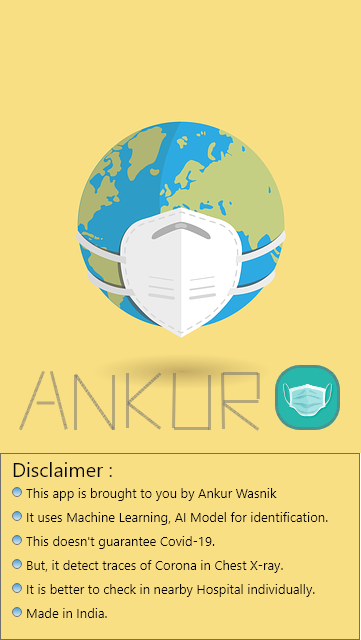 ANKUR
Disclaimer :
This app is brought to you by Ankur Wasnik
It uses Machine Learning, AI Model for identification.
This doesn't guarantee Covid-19.
But, it detect traces of Corona in Chest X-ray.
It is better to check in nearby Hospital individually.
Made in India.